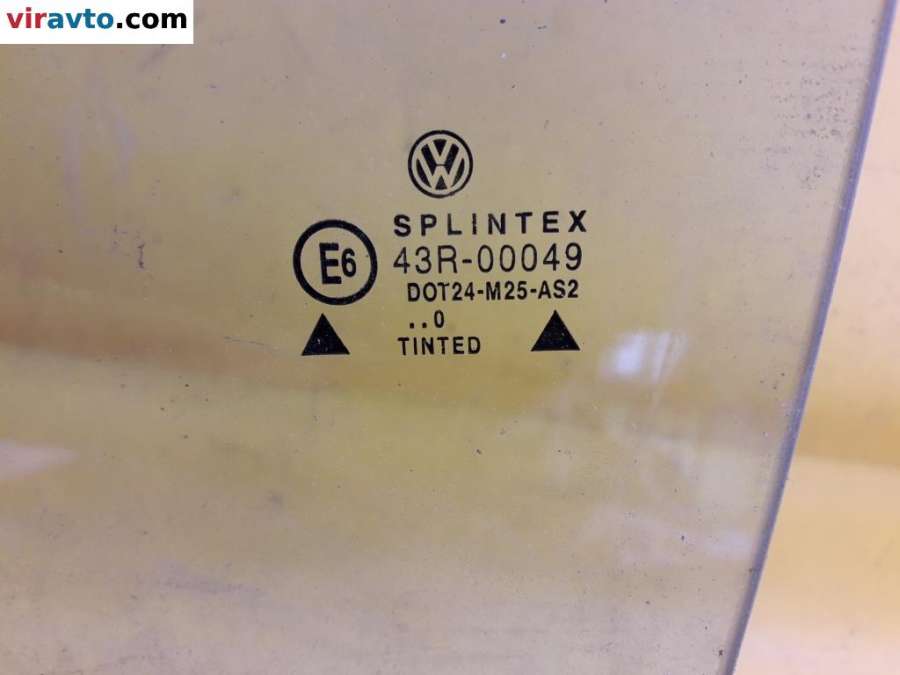 viravto.com
VW
SPLINTEX
E6
43R-00049
DOT24-M25-AS2
..0
TINTED